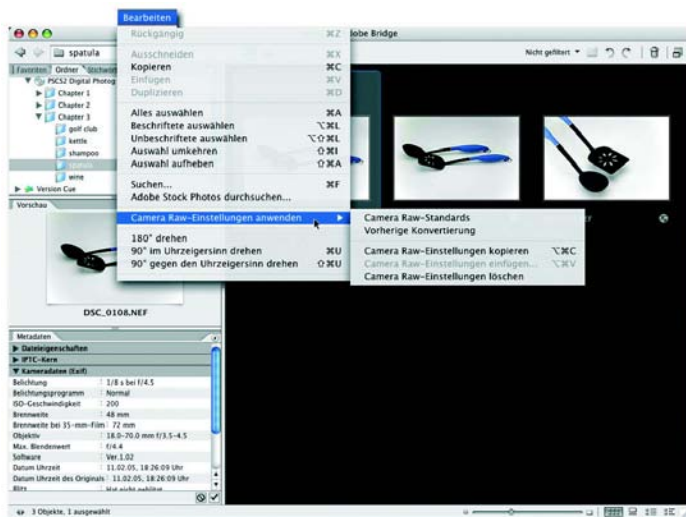 Bearbeiten
Adobe Bridge
Rückgängig ⌘Z
Ausschneiden ⌘X
Kopieren ⌘C
Einfügen ⌘V
Duplizieren ⌘D
Alles auswählen ⌘A
Beschriftete auswählen ⌥⌘L
Unbeschriftete auswählen ⌥⇧⌘L
Auswahl umkehren ⇧⌘I
Auswahl aufheben ⇧⌘A
Suchen... ⌘F
Adobe Stock Photos durchsuchen...
Camera Raw-Einstellungen anwenden
180° drehen
90° im Uhrzeigersinn drehen ⌘U
90° gegen den Uhrzeigersinn drehen ⇧⌘U
Camera Raw-Standards
Vorherige Konvertierung
Camera Raw-Einstellungen kopieren ⌥⌘C
Camera Raw-Einstellungen einfügen... ⌥⌘V
Camera Raw-Einstellungen löschen
spatula
Nicht gefiltert
Favoriten Ordner
PSCS2 Digital Photog
Chapter 1
Chapter 2
Chapter 3
golf club
kettle
shampoo
spatula
wine
Version Cue
Vorschau
DSC_0108.NEF
Metadaten
Dateieigenschaften
IPTC-Kern
Kameradaten (Exif)
Belichtung : 1/8 s bei f/4.5
Belichtungsprogramm : Normal
ISO-Geschwindigkeit : 200
Brennweite : 48 mm
Brennweite bei 35-mm-Film : 72 mm
Objektiv : 18.0-70.0 mm f/3.5-4.5
Max. Blendenwert : f/4.4
Software : Ver.1.02
Datum Uhrzeit : 11.02.05, 18:26:09 Uhr
Datum Uhrzeit des Originals : 11.02.05, 18:26:09 Uhr
3 Objekte, 1 ausgewählt